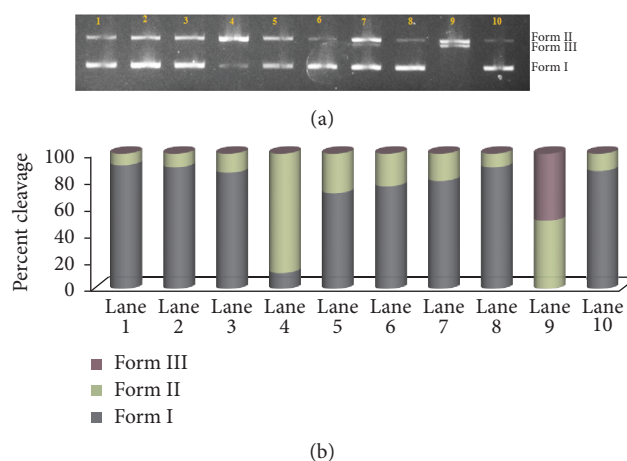 1 2 3 4 5 6 7 8. 9 10
Form II
Form III
Form I
(a)
Percent cleavage
100
80
60
40
20
0
Lane 1 Lane 2 Lane 3 Lane 4 Lane 5 Lane 6 Lane 7 Lane 8 Lane 9 Lane 10
Form III
Form II
Form I
(b)